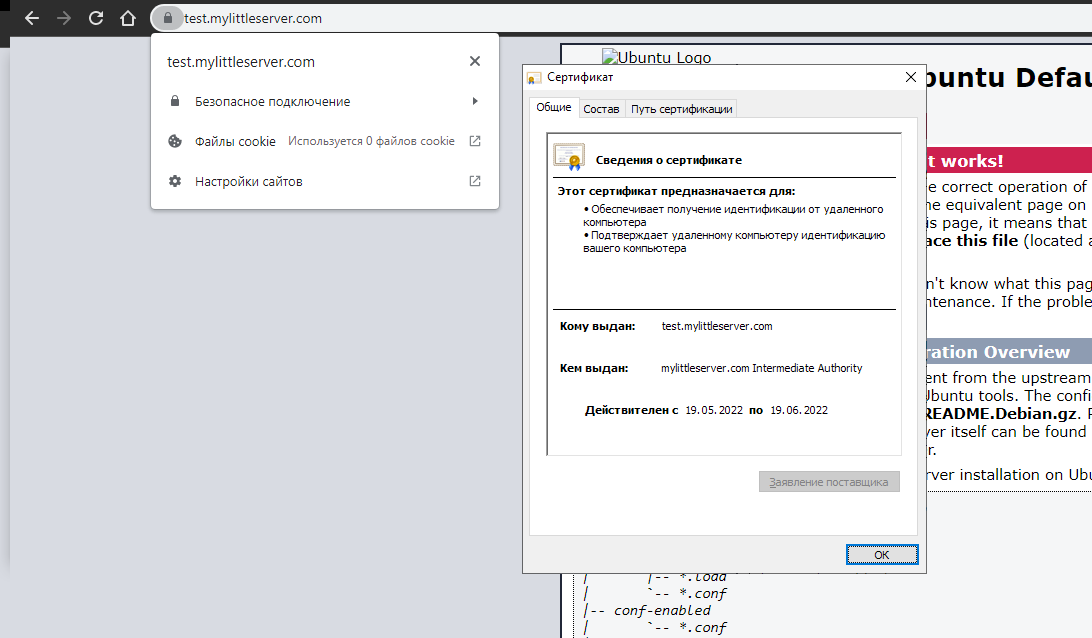 test.mylittleserver.com
test.mylittleserver.com
Безопасное подключение
Файлы cookie Используется 0 файлов cookie
Настройки сайтов
Ubuntu Logo
buntu Defau
Сертификат
Общие Состав Путь сертификации
Сведения о сертификате
Этот сертификат предназначается для:
• Обеспечивает получение идентификации от удаленного
компьютера
• Подтверждает удаленному компьютеру идентификацию
вашего компьютера
Кому выдан: test.mylittleserver.com
Кем выдан: mylittleserver.com Intermediate Authority
Действителен с 19.05.2022 по 19.06.2022
Заявление поставщика
ОК
t works!
e correct operation of
ne equivalent page on
is page, it means that
ace this file (located a
n't know what this pag
ntenance. If the proble
ration Overview
ent from the upstream
Ubuntu tools. The confi
README.Debian.gz.
ver itself can be found
r.
rver installation on Ubu
| |-- *.load
| `-- *.conf
|-- conf-enabled
| `-- *.conf